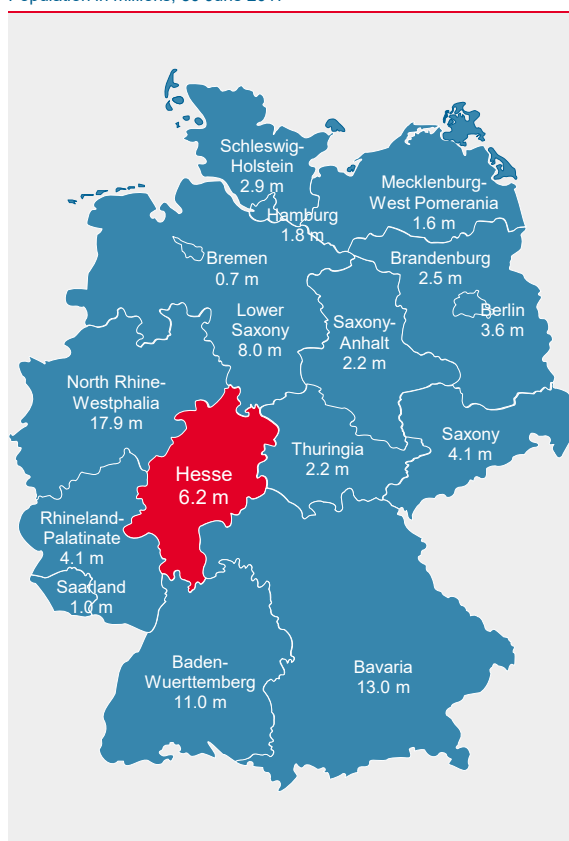 Schleswig-
Holstein
2.9 m
Mecklenburg-
West Pomerania
1.6 m
Hamburg
1.8 m
Bremen
0.7 m
Brandenburg
2.5 m
Berlin
3.6 m
Lower
Saxony
8.0 m
Saxony-
Anhalt
2.2 m
North Rhine-
Westphalia
17.9 m
Hesse
6.2 m
Thuringia
2.2 m
Saxony
4.1 m
Rhineland-
Palatinate
4.1 m
Saarland
1.0 m
Baden-
Wuerttemberg
11.0 m
Bavaria
13.0 m